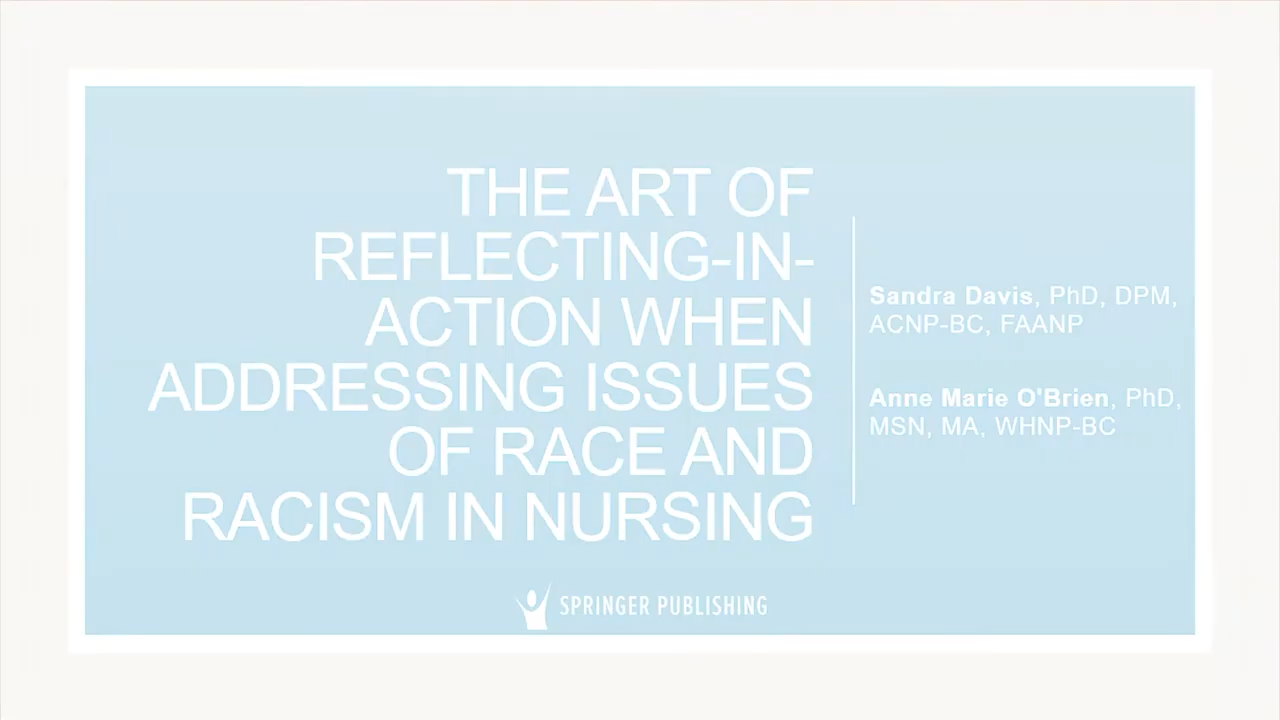 THE ART OF
REFLECTING-IN-
ACTION WHEN
ADDRESSING ISSUES
OF RACE AND
RACISM IN NURSING
Sandra Davis, PhD, DPM,
ACNP-BC, FAANP
Anne Marie O'Brien, PhD,
MSN, MA, WHNP-BC
SPRINGER PUBLISHING